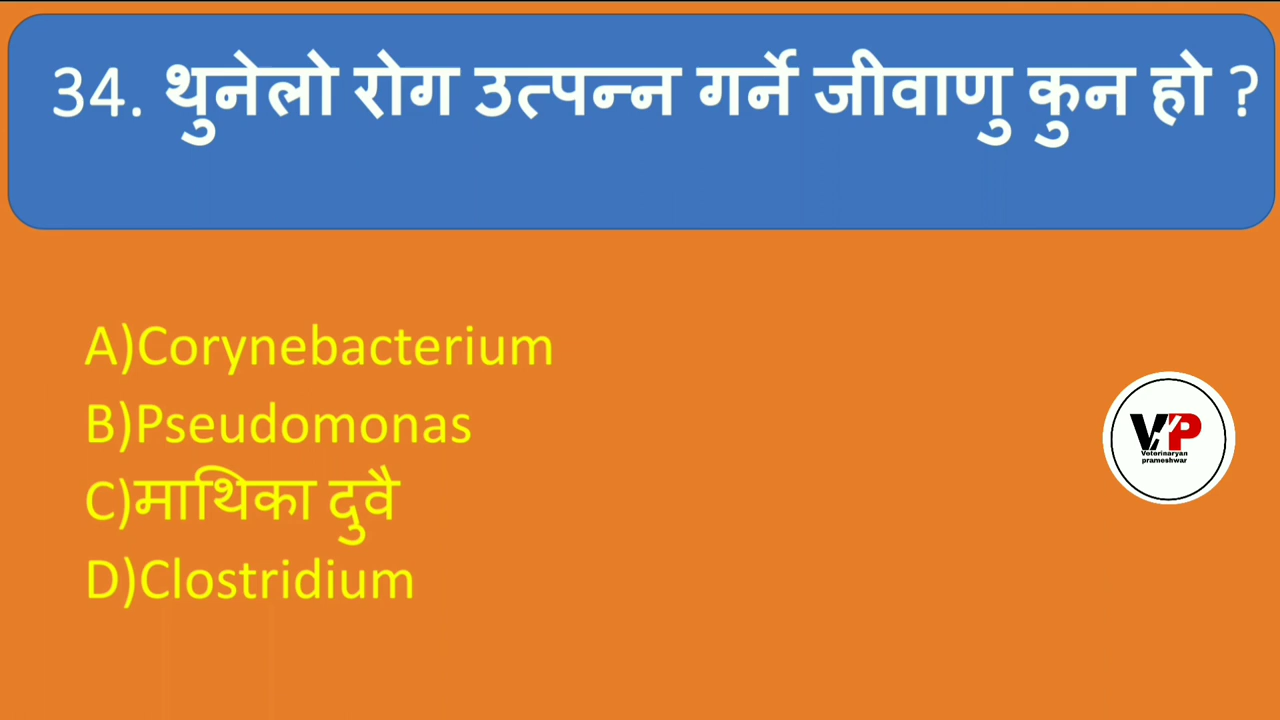 34. थुनेलो रोग उत्पन्न गर्ने जीवाणु कुन हो ?
A)Corynebacterium
B)Pseudomonas
C)माथिका दुवै
D)Clostridium
VP
Veterinaryan
prameshwar